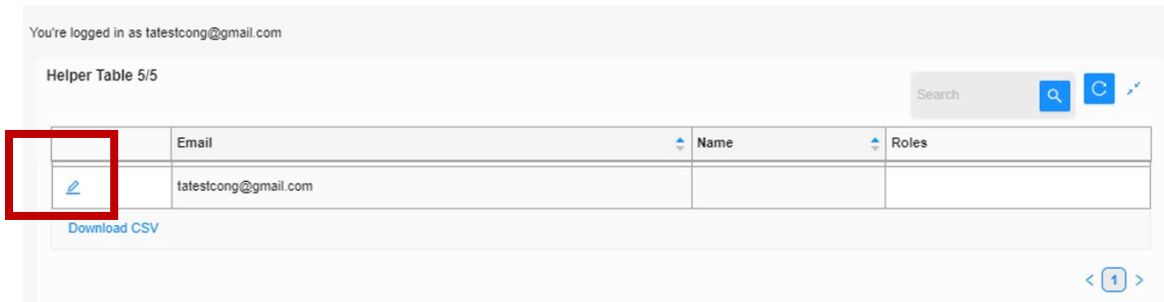 You're logged in as tatestcong@gmail.com
Helper Table 5/5
Search
Email Name Roles
tatestcong@gmail.com
Download CSV
< 1 >